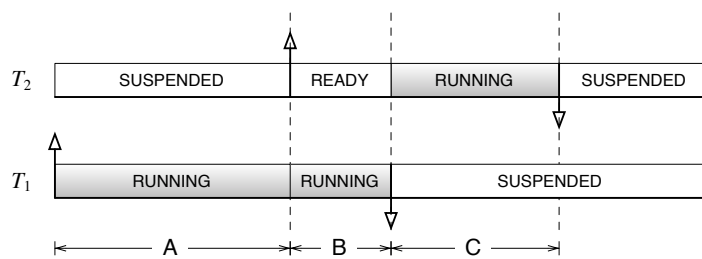 T2 SUSPENDED READY RUNNING SUSPENDED
T1 RUNNING RUNNING SUSPENDED
A B C